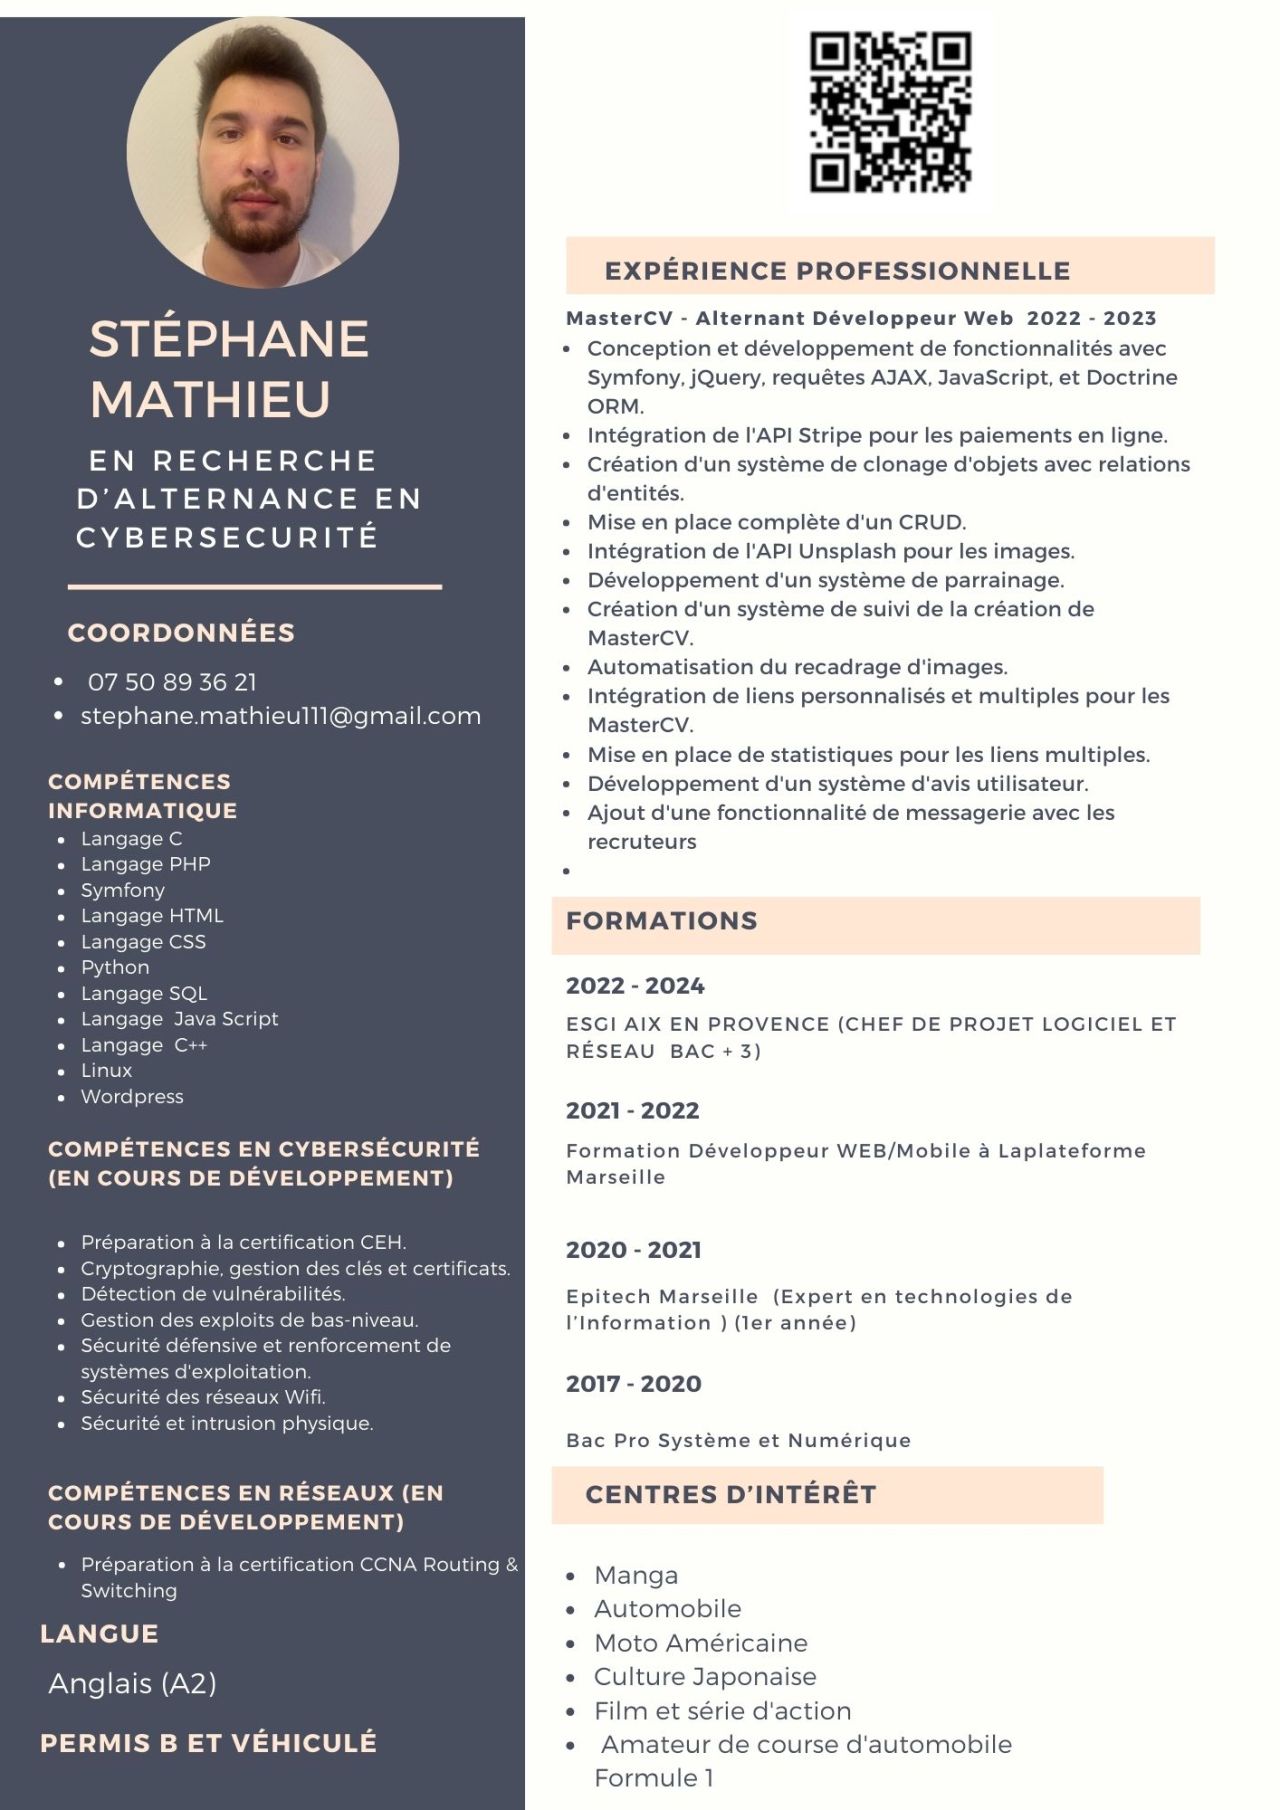 STÉPHANE
MATHIEU
EN RECHERCHE
D’ALTERNANCE EN
CYBERSECURITÉ
COORDONNÉES
• 07 50 89 36 21
• stephane.mathieu111@gmail.com
COMPÉTENCES
INFORMATIQUE
• Langage C
• Langage PHP
• Symfony
• Langage HTML
• Langage CSS
• Python
• Langage SQL
• Langage Java Script
• Langage C++
• Linux
• Wordpress
COMPÉTENCES EN CYBERSÉCURITÉ
(EN COURS DE DÉVELOPPEMENT)
• Préparation à la certification CEH.
• Cryptographie, gestion des clés et certificats.
• Détection de vulnérabilités.
• Gestion des exploits de bas-niveau.
• Sécurité défensive et renforcement de
systèmes d'exploitation.
• Sécurité des réseaux Wifi.
• Sécurité et intrusion physique.
COMPÉTENCES EN RÉSEAUX (EN
COURS DE DÉVELOPPEMENT)
• Préparation à la certification CCNA Routing &
Switching
LANGUE
Anglais (A2)
PERMIS B ET VÉHICULÉ
EXPÉRIENCE PROFESSIONNELLE
MasterCV - Alternant Développeur Web 2022 - 2023
• Conception et développement de fonctionnalités avec
Symfony, jQuery, requêtes AJAX, JavaScript, et Doctrine
ORM.
• Intégration de l'API Stripe pour les paiements en ligne.
• Création d'un système de clonage d'objets avec relations
d'entités.
• Mise en place complète d'un CRUD.
• Intégration de l'API Unsplash pour les images.
• Développement d'un système de parrainage.
• Création d'un système de suivi de la création de
MasterCV.
• Automatisation du recadrage d'images.
• Intégration de liens personnalisés et multiples pour les
MasterCV.
• Mise en place de statistiques pour les liens multiples.
• Développement d'un système d'avis utilisateur.
• Ajout d'une fonctionnalité de messagerie avec les
recruteurs
•
FORMATIONS
2022 - 2024
ESGI AIX EN PROVENCE (CHEF DE PROJET LOGICIEL ET
RÉSEAU BAC + 3)
2021 - 2022
Formation Développeur WEB/Mobile à Laplateforme
Marseille
2020 - 2021
Epitech Marseille (Expert en technologies de
l’Information ) (1er année)
2017 - 2020
Bac Pro Système et Numérique
CENTRES D’INTÉRÊT
• Manga
• Automobile
• Moto Américaine
• Culture Japonaise
• Film et série d'action
• Amateur de course d'automobile
Formule 1